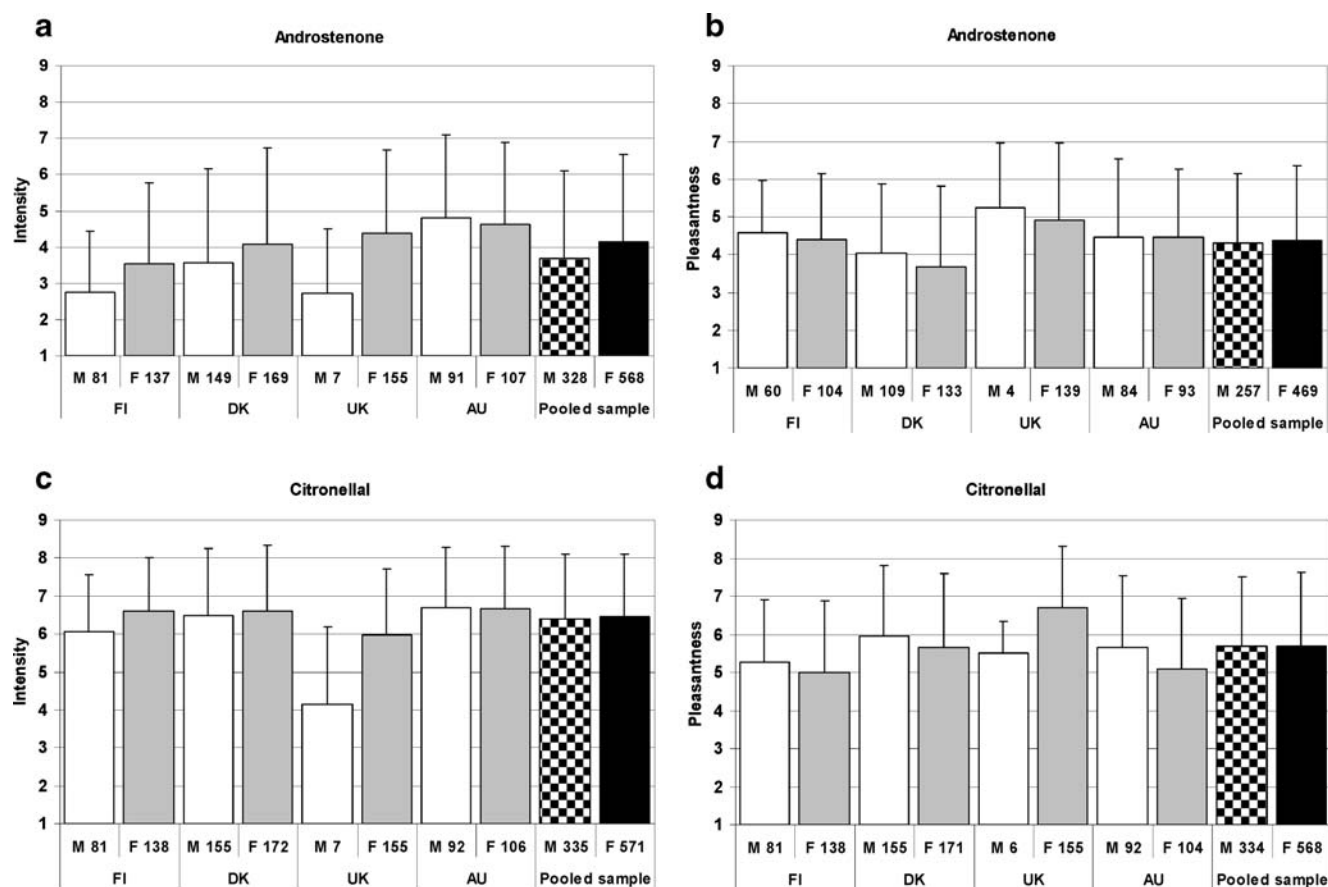 a
Androstenone
9
8
7
6
5
4
3
2
1
Intensity
M 81 F 137 M 149 F 169 M 7 F 155 M 91 F 107 M 328 F 568
FI DK UK AU Pooled sample
b
Androstenone
9
8
7
6
5
4
3
2
1
Pleasantness
M 60 F 104 M 109 F 133 M 4 F 139 M 84 F 93 M 257 F 469
FI DK UK AU Pooled sample
c
Citronellal
9
8
7
6
5
4
3
2
1
Intensity
M 81 F 138 M 155 F 172 M 7 F 155 M 92 F 106 M 335 F 571
FI DK UK AU Pooled sample
d
Citronellal
9
8
7
6
5
4
3
2
1
Pleasantness
M 81 F 138 M 155 F 171 M 6 F 155 M 92 F 104 M 334 F 568
FI DK UK AU Pooled sample